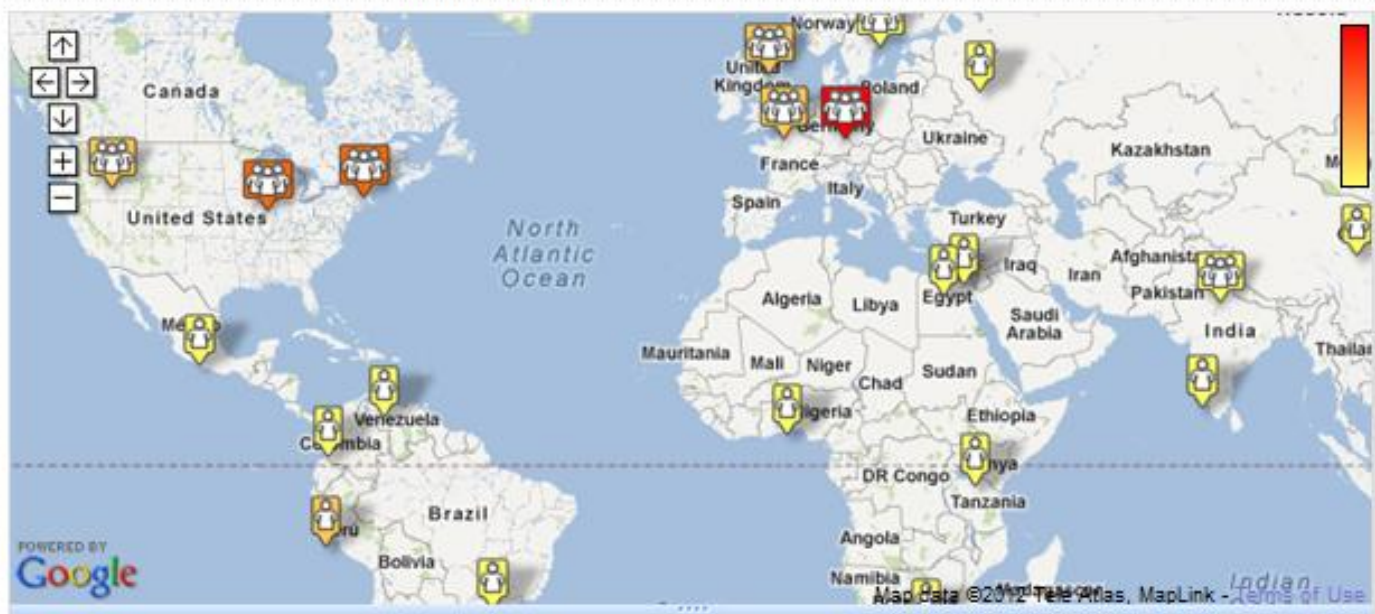 Norway
United
Kingdom
Poland
Germany
Canada
Ukraine
Kazakhstan
France
Italy
Spain
United States
North
Atlantic
Ocean
Turkey
Iraq
Iran
Pakistan
Egypt
Algeria
Libya
Saudi
Arabia
India
Mauritania
Mali
Niger
Chad
Sudan
Nigeria
Ethiopia
Venezuela
DR Congo
Tanzania
Brazil
Bolivia
Angola
Namibia
POWERED BY
Google
Indian
Map data ©2012 Tele Atlas, MapLink - Terms of Use